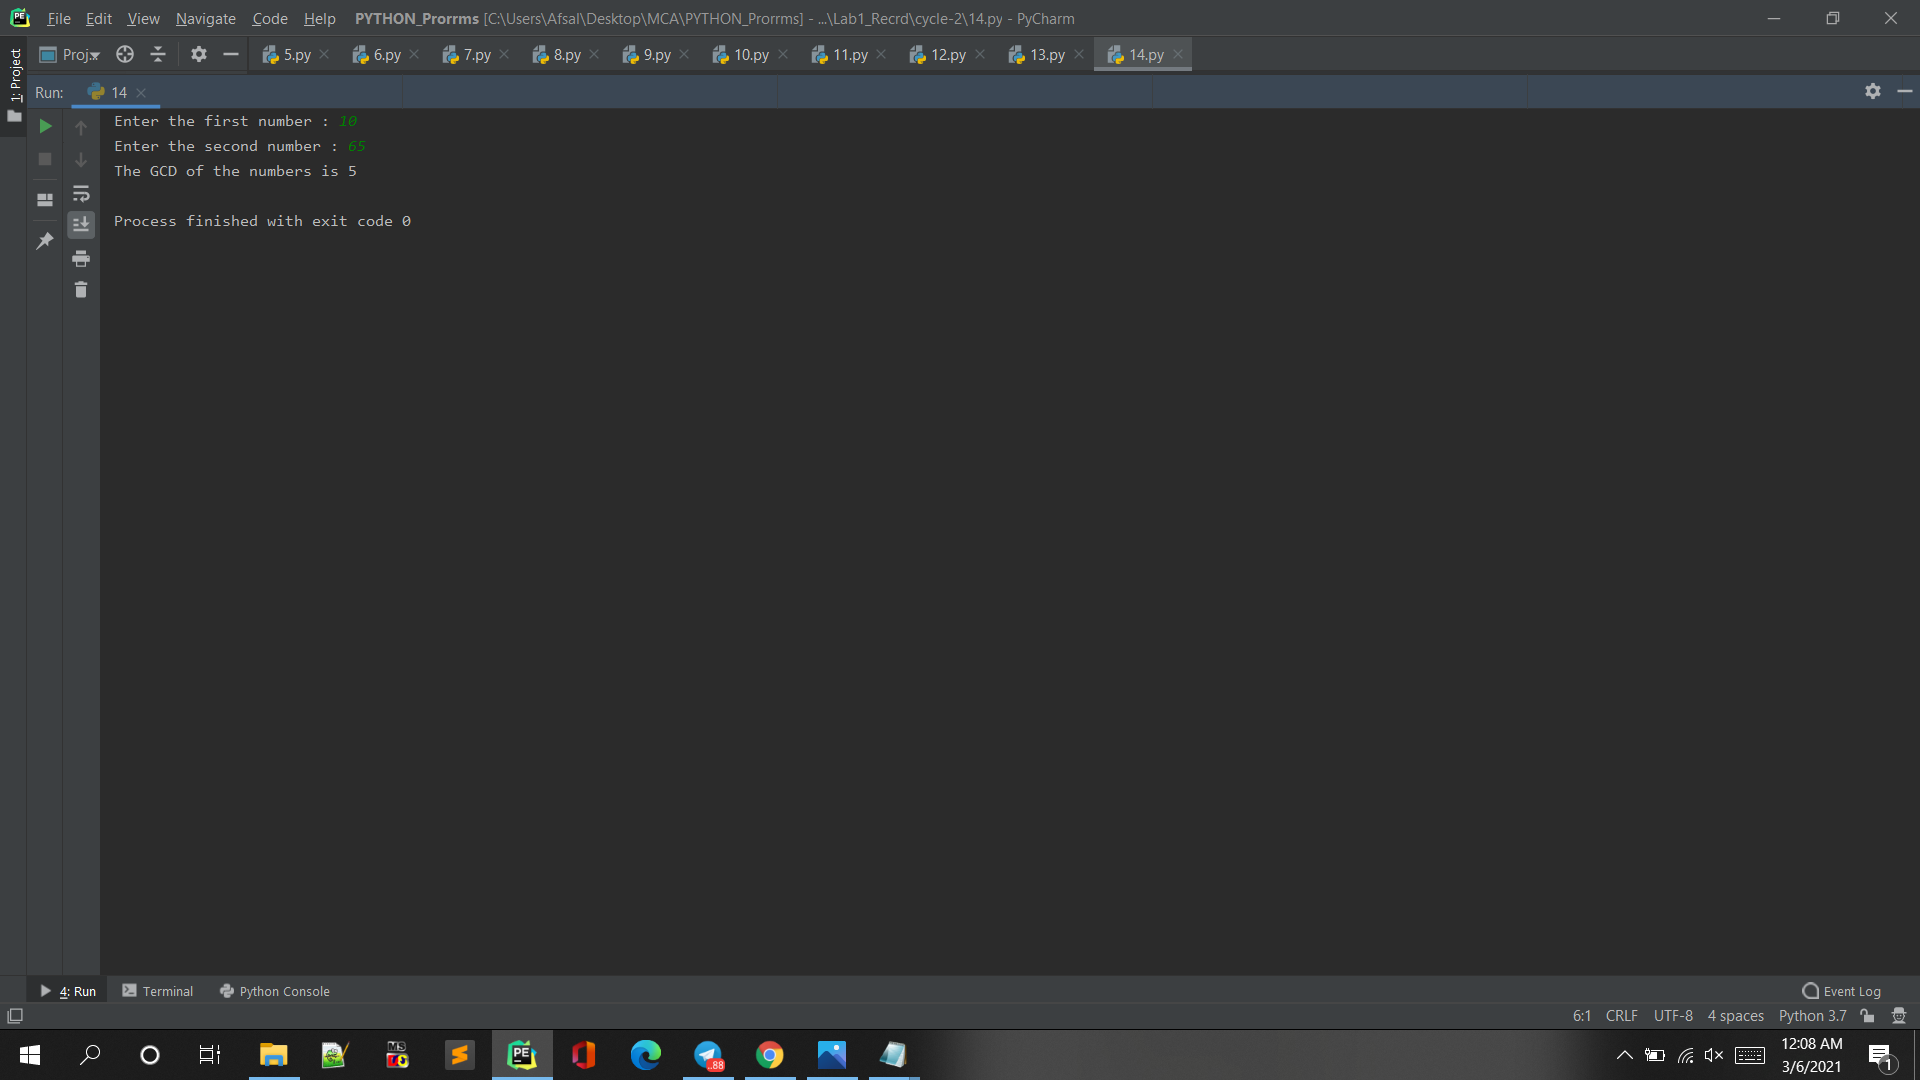 File Edit View Navigate Code Help PYTHON_Prorrms [C:\Users\Afsal\Desktop\MCA\PYTHON_Prorrms] - ...\Lab1_Recrd\cycle-2\14.py - PyCharm
1: Project
Proj 5.py 6.py 7.py 8.py 9.py 10.py 11.py 12.py 13.py 14.py
Run: 14
Enter the first number : 10
Enter the second number : 65
The GCD of the numbers is 5
Process finished with exit code 0
4: Run Terminal Python Console Event Log
6:1 CRLF UTF-8 4 spaces Python 3.7
PE MS ..88
12:08 AM
3/6/2021
1